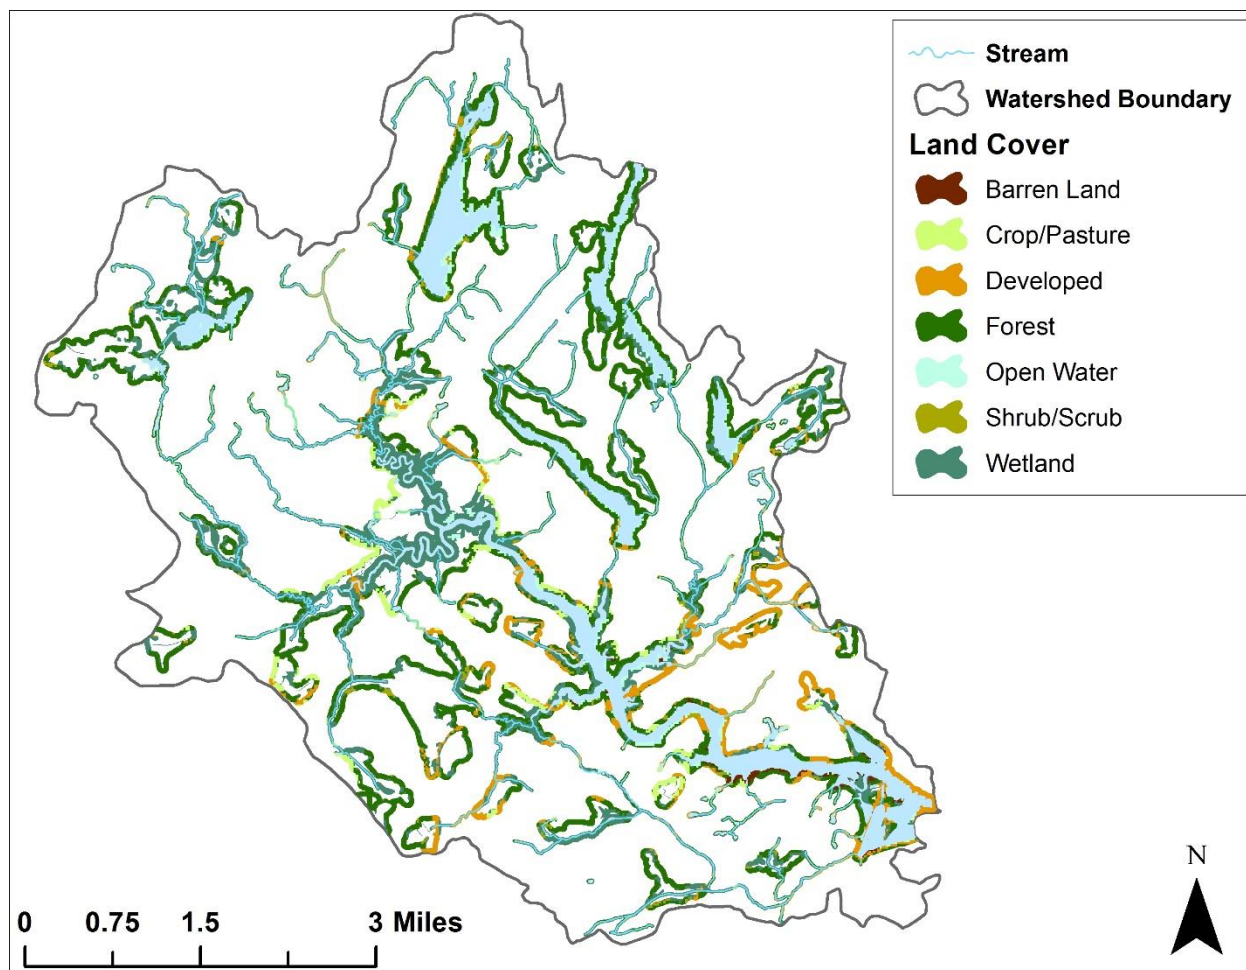 Stream
Watershed Boundary
Land Cover
Barren Land
Crop/Pasture
Developed
Forest
Open Water
Shrub/Scrub
Wetland
N
0 0.75 1.5 3 Miles